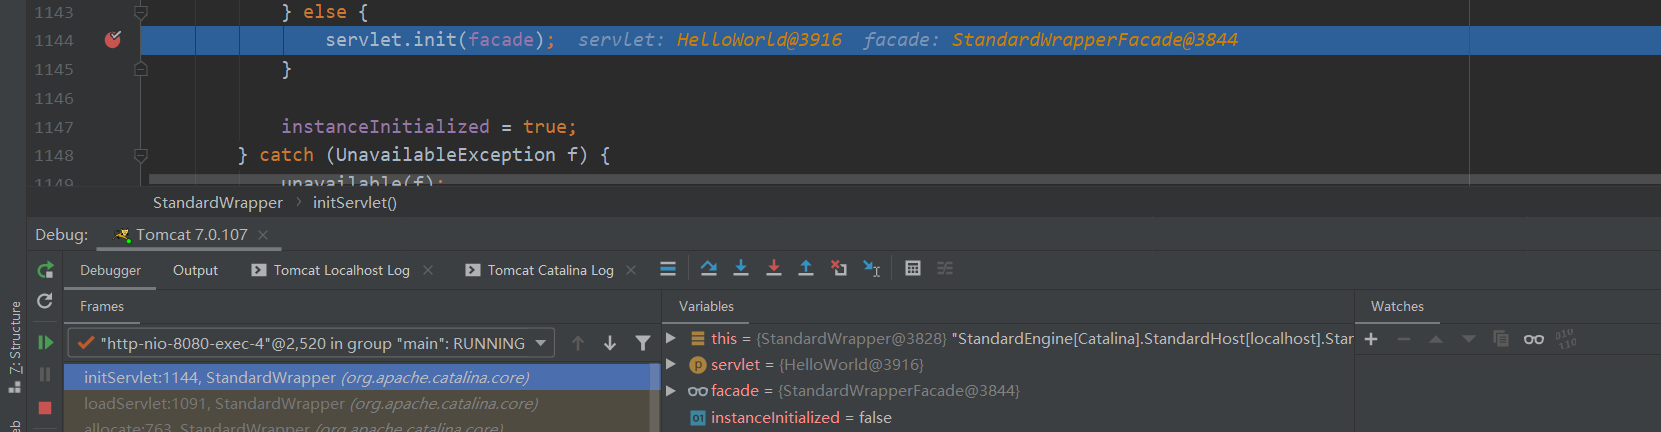 1143 } else {
1144 servlet.init(facade); servlet: HelloWorld@3916 facade: StandardWrapperFacade@3844
1145 }
1146
1147 instanceInitialized = true;
1148 } catch (UnavailableException f) {
1149 unavailable(f);
StandardWrapper > initServlet()
Debug: Tomcat 7.0.107
Debugger Output Tomcat Localhost Log Tomcat Catalina Log
Frames Variables Watches
"http-nio-8080-exec-4"@2,520 in group "main": RUNNING
initServlet:1144, StandardWrapper (org.apache.catalina.core)
loadServlet:1091, StandardWrapper (org.apache.catalina.core)
allocate:763, StandardWrapper (org.apache.catalina.core)
this = {StandardWrapper@3828} "StandardEngine[Catalina].StandardHost[localhost].Star
servlet = {HelloWorld@3916}
facade = {StandardWrapperFacade@3844}
instanceInitialized = false
7: Structure
eb